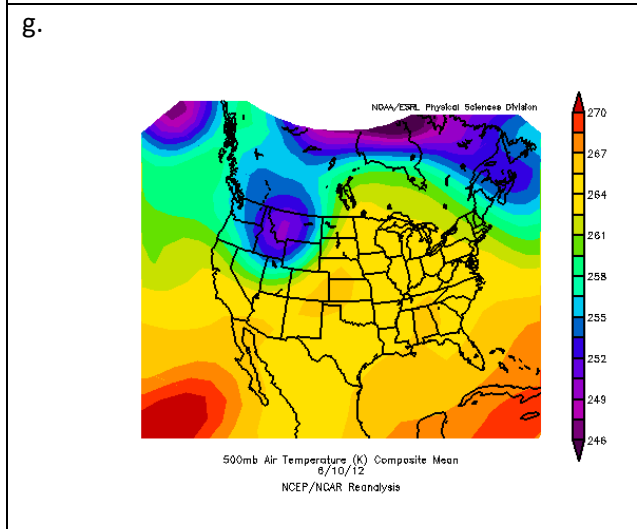 g.
NOAA/ESRL Physical Sciences Division
270
267
264
261
258
255
252
249
246
500mb Air Temperature (K) Composite Mean
6/10/12
NCEP/NCAR Reanalysis